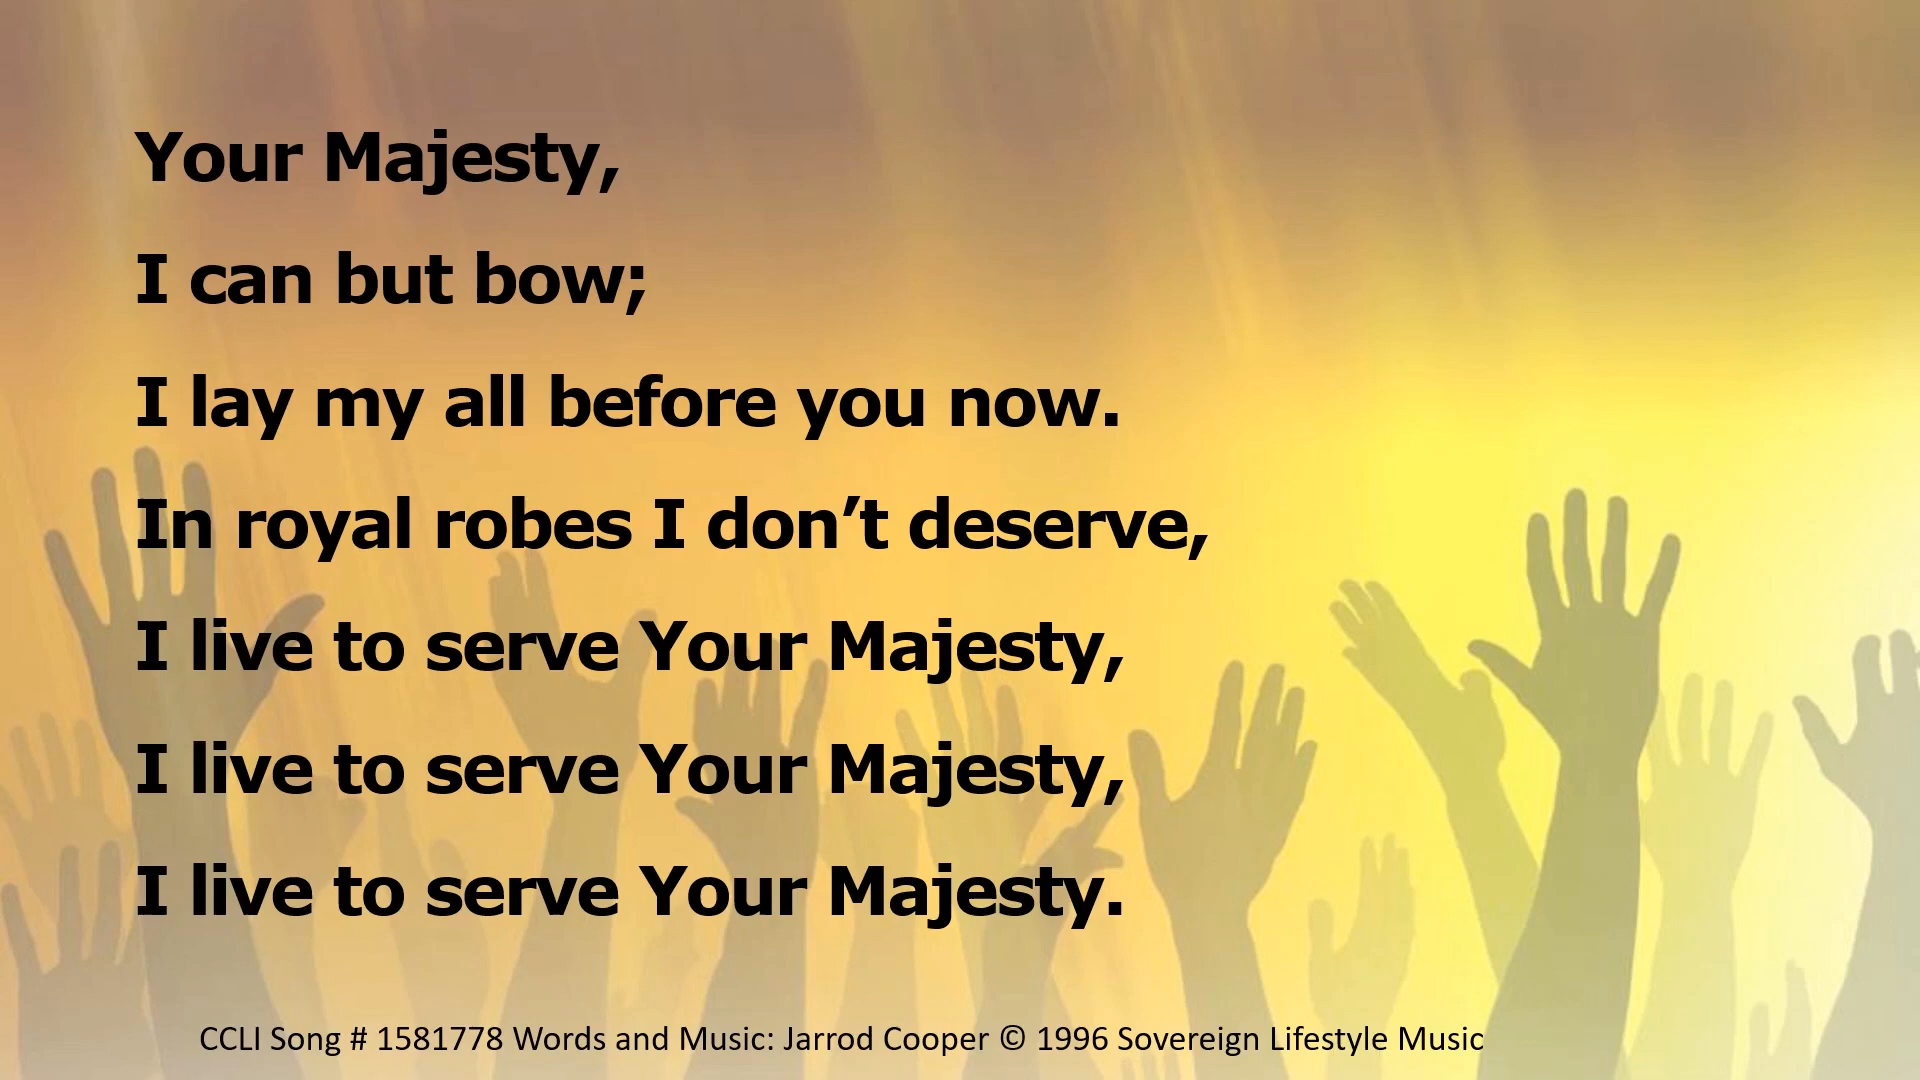 Your Majesty,
I can but bow;
I lay my all before you now.
In royal robes I don’t deserve,
I live to serve Your Majesty,
I live to serve Your Majesty,
I live to serve Your Majesty.
CCLI Song # 1581778 Words and Music: Jarrod Cooper © 1996 Sovereign Lifestyle Music